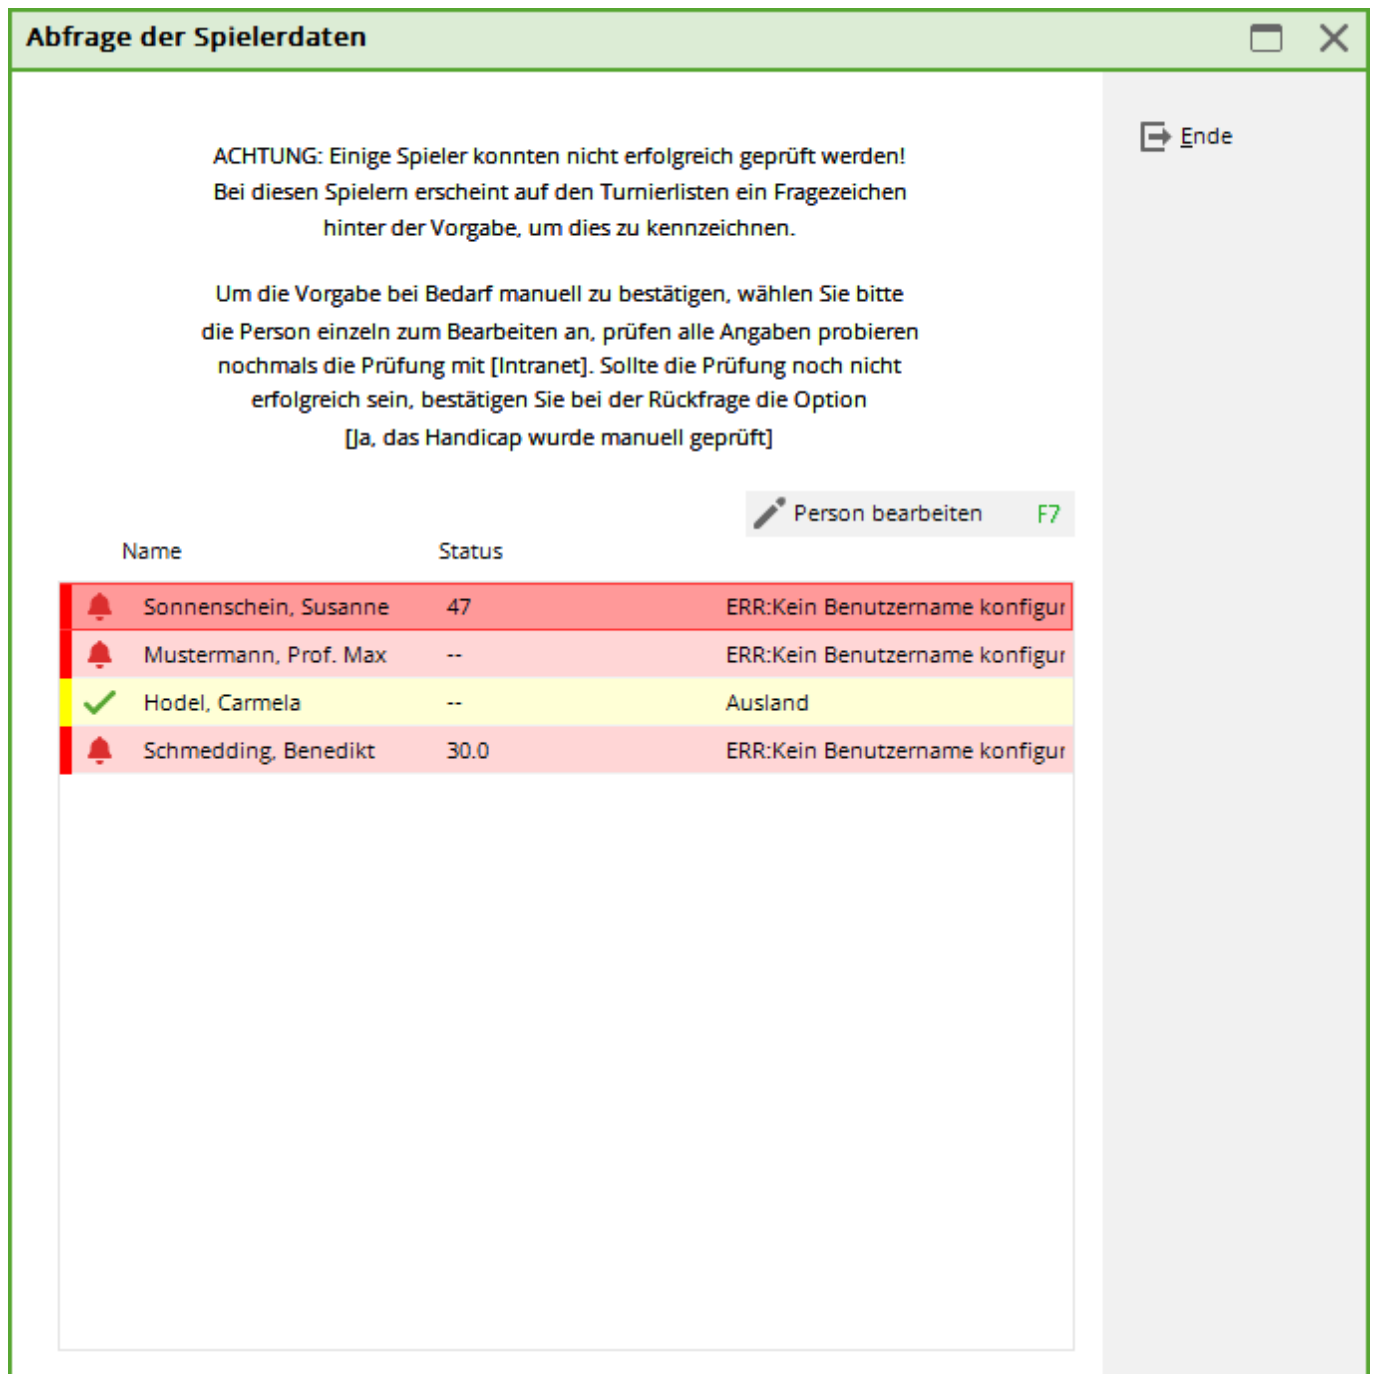 Abfrage der Spielerdaten
Ende
ACHTUNG: Einige Spieler konnten nicht erfolgreich geprüft werden!
Bei diesen Spielern erscheint auf den Turnierlisten ein Fragezeichen
hinter der Vorgabe, um dies zu kennzeichnen.
Um die Vorgabe bei Bedarf manuell zu bestätigen, wählen Sie bitte
die Person einzeln zum Bearbeiten an, prüfen alle Angaben probieren
nochmals die Prüfung mit [Intranet]. Sollte die Prüfung noch nicht
erfolgreich sein, bestätigen Sie bei der Rückfrage die Option
[Ja, das Handicap wurde manuell geprüft]
Person bearbeiten F7
Name Status
Sonnenschein, Susanne 47 ERR:Kein Benutzername konfigur
Mustermann, Prof. Max -- ERR:Kein Benutzername konfigur
Hodel, Carmela -- Ausland
Schmedding, Benedikt 30.0 ERR:Kein Benutzername konfigur